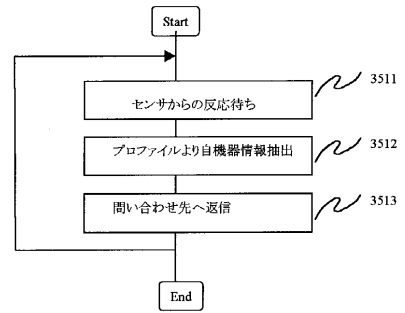 Start
センサからの反応待ち
3511
プロファイルより自機器情報抽出
3512
問い合わせ先へ返信
3513
End